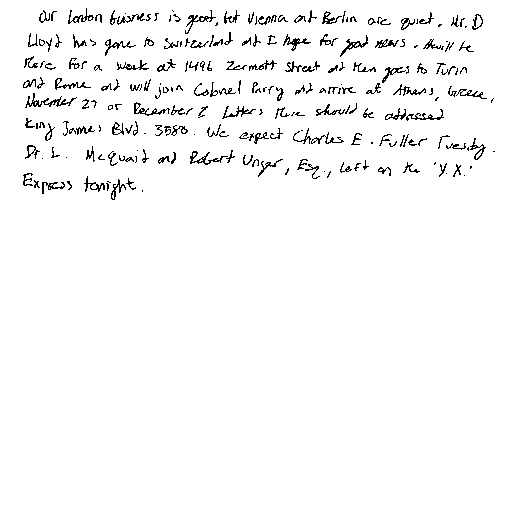 Our London business is good, but Vienna and Berlin are quiet. Mr. D
Lloyd has gone to Switzerland and I hope for good news. He will be
there for a week at 1496 Zermott Street and then goes to Turin
and Rome and will join Colonel Parry and arrive at Athens, Greece,
November 27 or December 2. Letters there should be addressed
King James Blvd. 3580. We expect Charles E. Fuller Tuesday.
Dr. L. McQuaid and Robert Unger, Esq., left on the 'Y.X.'
Express tonight.